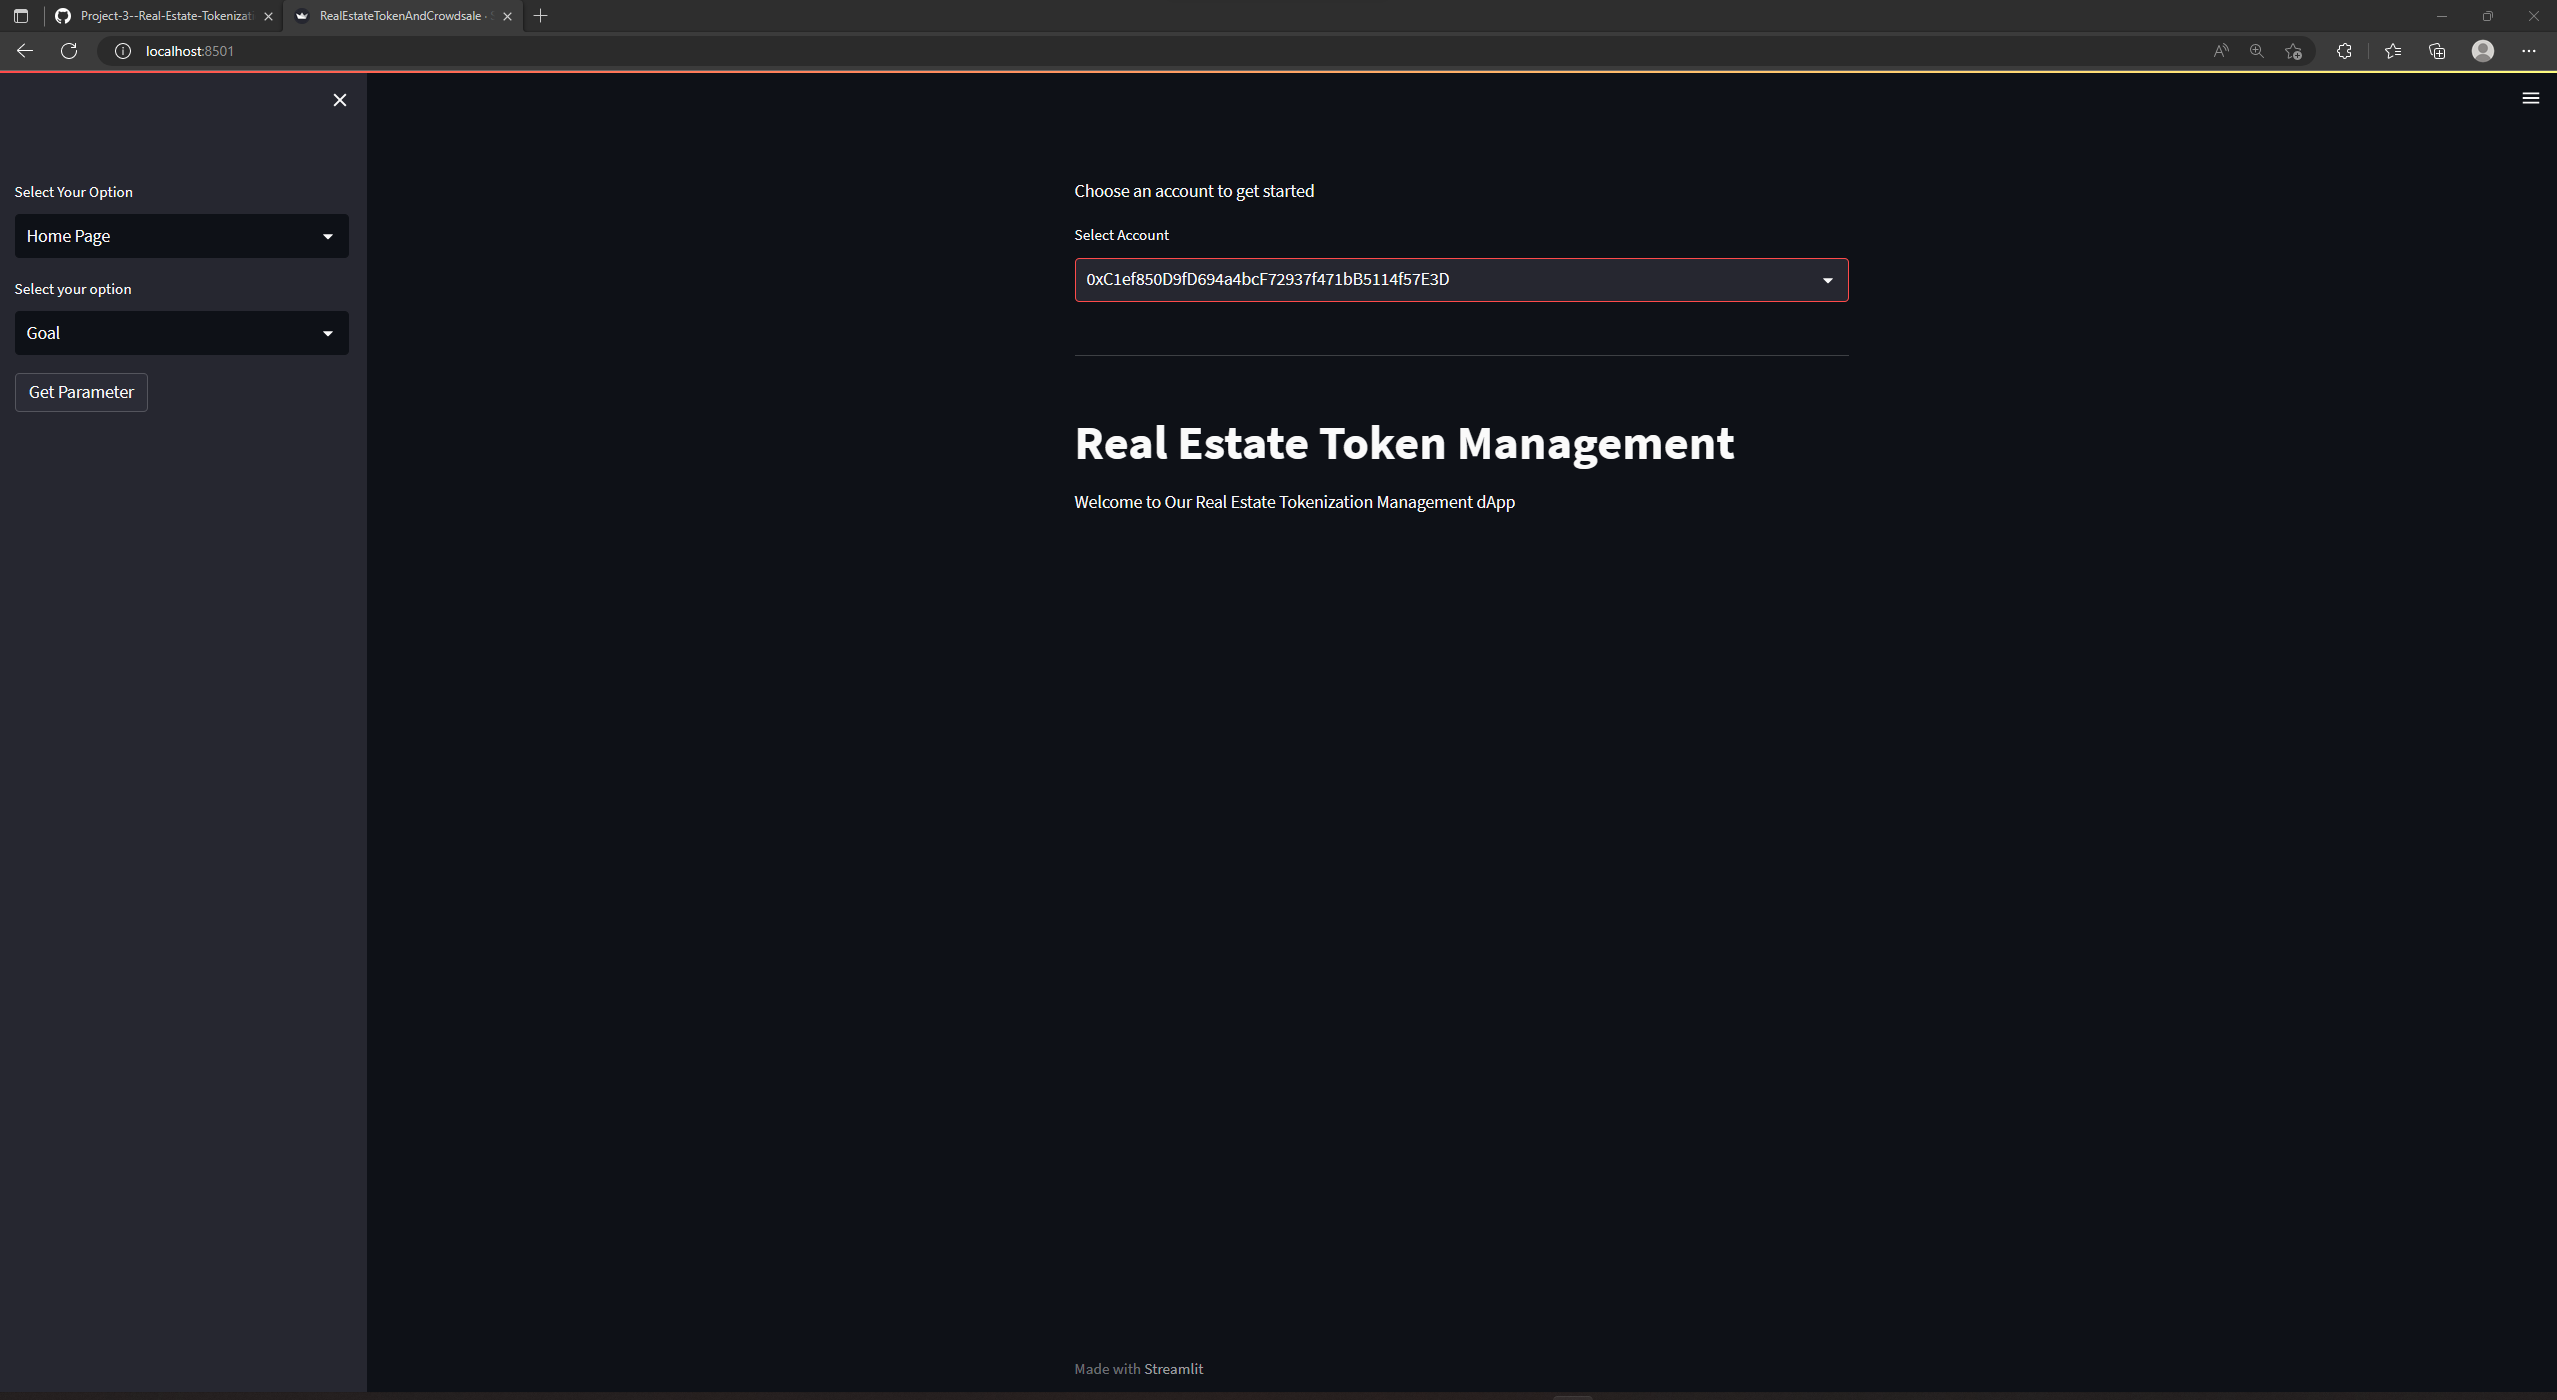 Project-3--Real-Estate-Tokenizati
RealEstateTokenAndCrowdsale ·
localhost:8501
Select Your Option
Home Page
Select your option
Goal
Get Parameter
Choose an account to get started
Select Account
0xC1ef850D9fD694a4bcF72937f471bB5114f57E3D
Real Estate Token Management
Welcome to Our Real Estate Tokenization Management dApp
Made with Streamlit